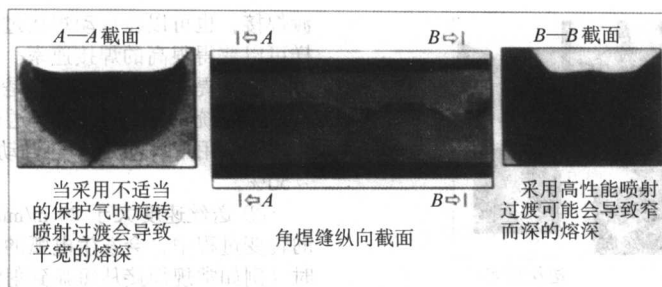 A—A 截面
⇦A
B⇨
B—B 截面
当采用不适当
的保护气时旋转
喷射过渡会导致
平宽的熔深
⇦A
B⇨
角焊缝纵向截面
采用高性能喷射
过渡可能会导致窄
而深的熔深